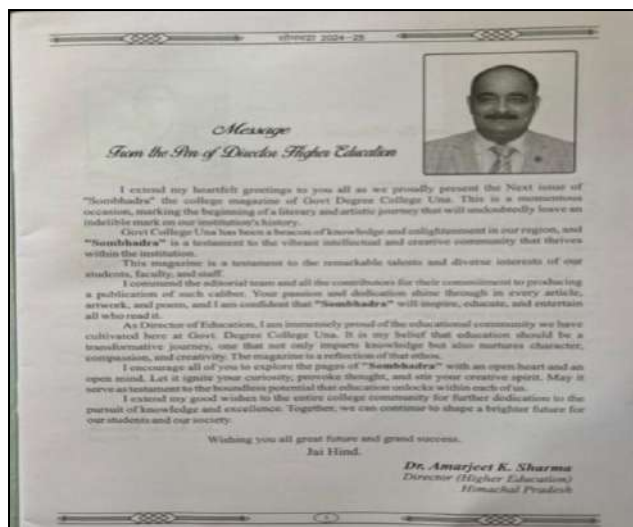 सोमभद्रा 2024-25
Message
From the Pen of Director Higher Education
I extend my heartfelt greetings to you all as we proudly present the Next issue of
"Sombhadra" the college magazine of Govt Degree College Una. This is a momentous
occasion, marking the beginning of a literary and artistic journey that will undoubtedly leave an
indelible mark on our institution's history.
Govt College Una has been a beacon of knowledge and enlightenment in our region, and
"Sombhadra" is a testament to the vibrant intellectual and creative community that thrives
within the institution.
This magazine is a testament to the remarkable talents and diverse interests of our
students, faculty, and staff.
I commend the editorial team and all the contributors for their commitment to producing
a publication of such caliber. Your passion and dedication shine through in every article,
artwork, and poem, and I am confident that "Sombhadra" will inspire, educate, and entertain
all who read it.
As Director of Education, I am immensely proud of the educational community we have
cultivated here at Govt. Degree College Una. It is my belief that education should be a
transformative journey, one that not only imparts knowledge but also nurtures character,
compassion, and creativity. The magazine is a reflection of that ethos.
I encourage all of you to explore the pages of "Sombhadra" with an open heart and an
open mind. Let it ignite your curiosity, provoke thought, and stir your creative spirit. May it
serve as testament to the boundless potential that education unlocks within each of us.
I extend my good wishes to the entire college community for further dedication to the
pursuit of knowledge and excellence. Together, we can continue to shape a brighter future for
our students and our society.
Wishing you all great future and grand success.
Jai Hind.
Dr. Amarjeet K. Sharma
Director (Higher Education)
Himachal Pradesh